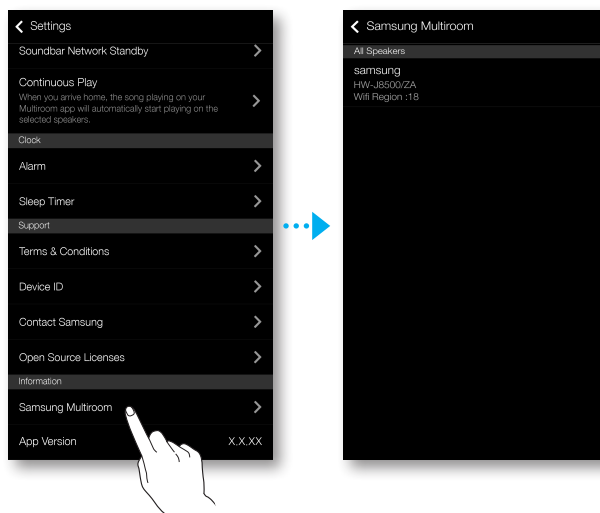 Settings
Soundbar Network Standby
Continuous Play
When you arrive home, the song playing on your
Multiroom app will automatically start playing on the
selected speakers.
Clock
Alarm
Sleep Timer
Support
Terms & Conditions
Device ID
Contact Samsung
Open Source Licenses
Information
Samsung Multiroom
App Version X.X.XX
Samsung Multiroom
All Speakers
samsung
HW-J8500/ZA
Wifi Region :18